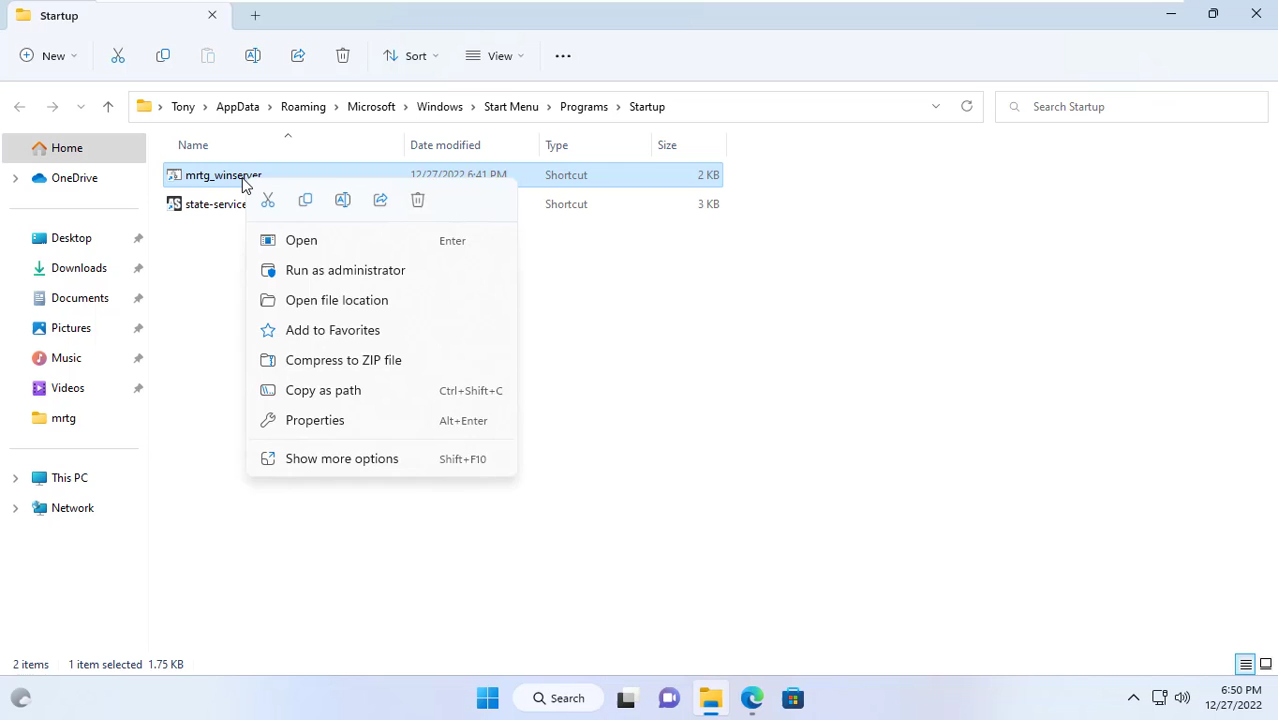 Startup
New
Sort
View
Tony
AppData
Roaming
Microsoft
Windows
Start Menu
Programs
Startup
Search Startup
Home
OneDrive
Desktop
Downloads
Documents
Pictures
Music
Videos
mrtg
This PC
Network
Name
Date modified
Type
Size
mrtg_winserver
12/27/2022 6:41 PM
Shortcut
2 KB
state-service
Shortcut
3 KB
Open
Enter
Run as administrator
Open file location
Add to Favorites
Compress to ZIP file
Copy as path
Ctrl+Shift+C
Properties
Alt+Enter
Show more options
Shift+F10
2 items
1 item selected 1.75 KB
Search
6:50 PM
12/27/2022